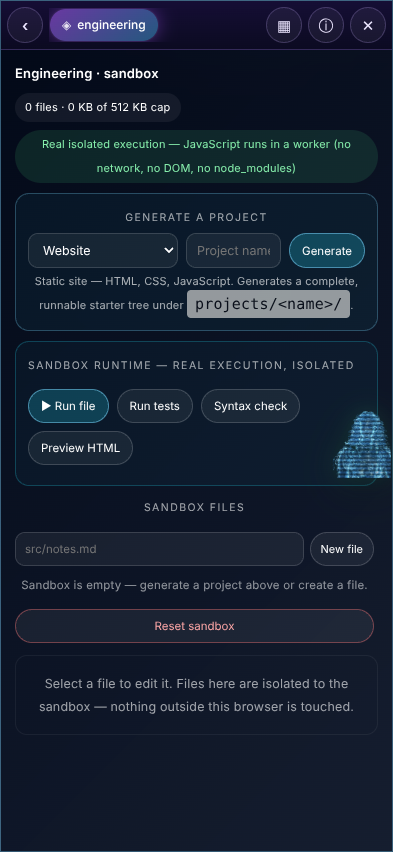 engineering
Engineering · sandbox
0 files · 0 KB of 512 KB cap
Real isolated execution — JavaScript runs in a worker (no
network, no DOM, no node_modules)
GENERATE A PROJECT
Website
Project name
Generate
Static site — HTML, CSS, JavaScript. Generates a complete,
runnable starter tree under projects/<name>/ .
SANDBOX RUNTIME — REAL EXECUTION, ISOLATED
▶ Run file
Run tests
Syntax check
Preview HTML
SANDBOX FILES
src/notes.md
New file
Sandbox is empty — generate a project above or create a file.
Reset sandbox
Select a file to edit it. Files here are isolated to the
sandbox — nothing outside this browser is touched.